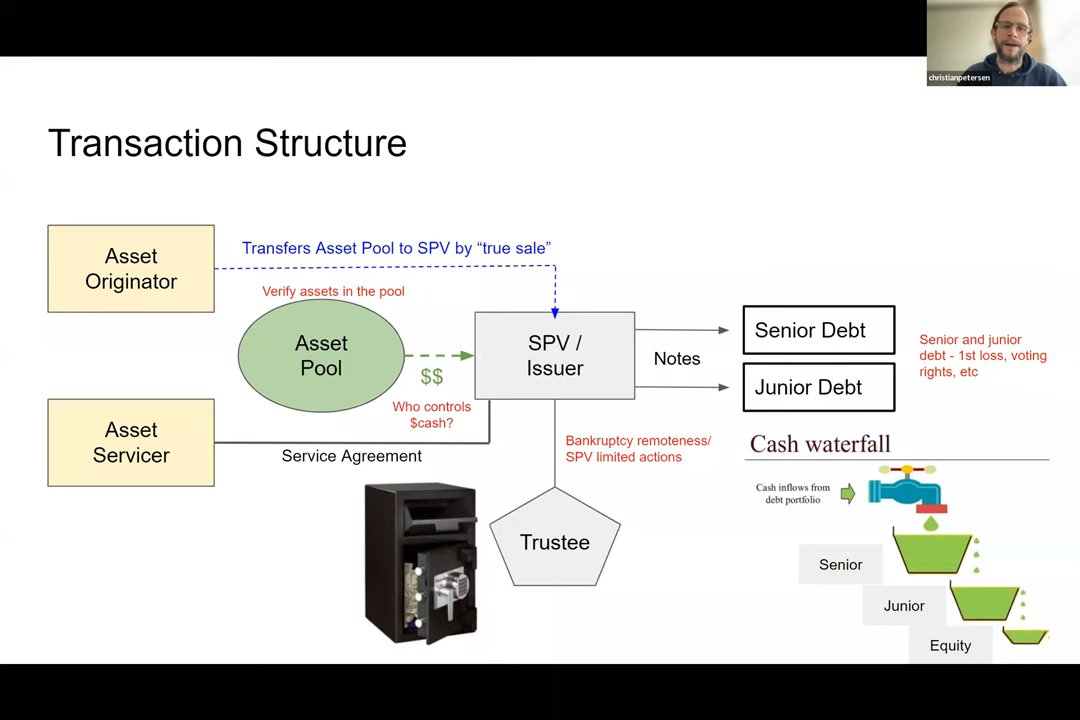 christianpetersen
Transaction Structure
Asset
Originator
Transfers Asset Pool to SPV by “true sale”
Verify assets in the pool
Asset
Pool
$$
Who controls
$cash?
SPV /
Issuer
Notes
Senior Debt
Junior Debt
Senior and junior
debt - 1st loss, voting
rights, etc
Asset
Servicer
Service Agreement
Bankruptcy remoteness/
SPV limited actions
Trustee
Cash waterfall
Cash inflows from
debt portfolio
Senior
Junior
Equity